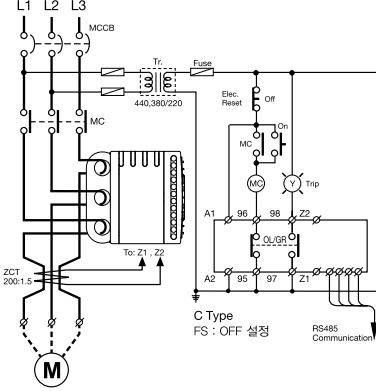 L1 L2 L3
MCCB
Tr.
Fuse
440,380/220
Elec.
Reset
Off
On
MC
MC
MC
Y
Trip
A1 96 98 Z2
OL/GR
A2 95 97 Z1
To: Z1 , Z2
ZCT
200:1.5
C Type
FS : OFF 설정
RS485
Communication
M